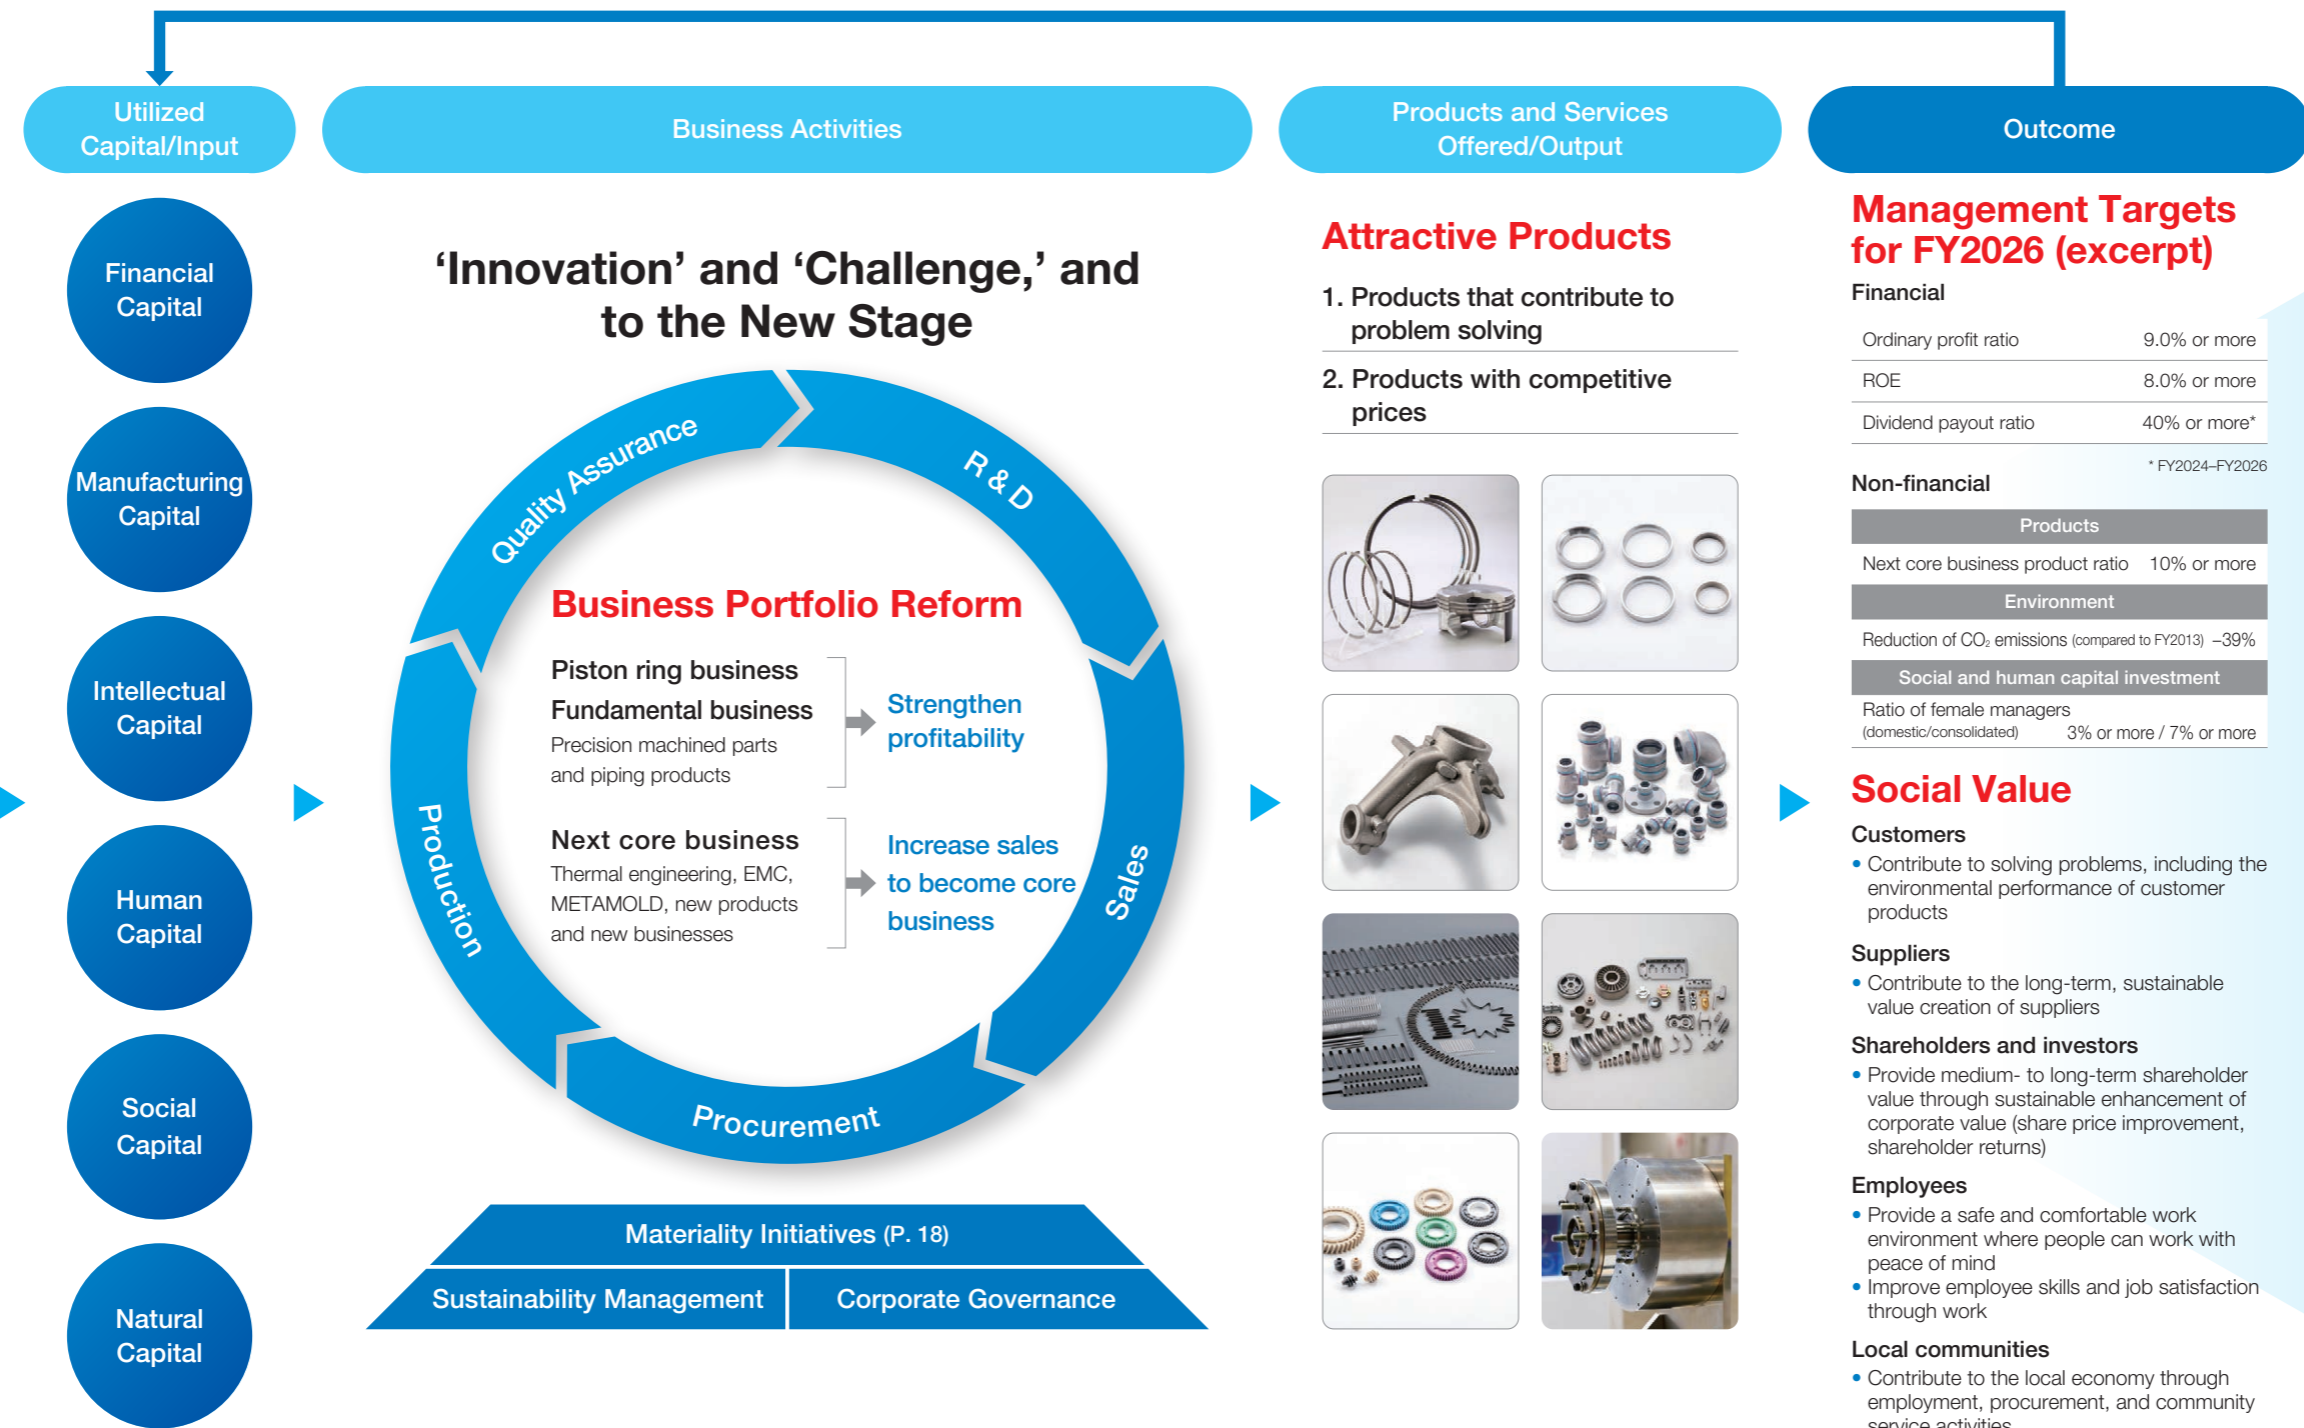 Utilized
Capital/Input
Business Activities
Products and Services
Offered/Output
Outcome
Financial
Capital
Manufacturing
Capital
Intellectual
Capital
Human
Capital
Social
Capital
Natural
Capital
‘Innovation’ and ‘Challenge,’ and
to the New Stage
Quality Assurance
R & D
Sales
Procurement
Production
Business Portfolio Reform
Piston ring business
Fundamental business
Precision machined parts
and piping products
Strengthen
profitability
Next core business
Thermal engineering, EMC,
METAMOLD, new products
and new businesses
Increase sales
to become core
business
Materiality Initiatives (P. 18)
Sustainability Management
Corporate Governance
Attractive Products
1. Products that contribute to
problem solving
2. Products with competitive
prices
Management Targets
for FY2026 (excerpt)
Financial
Ordinary profit ratio 9.0% or more
ROE 8.0% or more
Dividend payout ratio 40% or more*
* FY2024–FY2026
Non-financial
Products
Next core business product ratio 10% or more
Environment
Reduction of CO₂ emissions (compared to FY2013) –39%
Social and human capital investment
Ratio of female managers
(domestic/consolidated) 3% or more / 7% or more
Social Value
Customers
• Contribute to solving problems, including the
environmental performance of customer
products
Suppliers
• Contribute to the long-term, sustainable
value creation of suppliers
Shareholders and investors
• Provide medium- to long-term shareholder
value through sustainable enhancement of
corporate value (share price improvement,
shareholder returns)
Employees
• Provide a safe and comfortable work
environment where people can work with
peace of mind
• Improve employee skills and job satisfaction
through work
Local communities
• Contribute to the local economy through
employment, procurement, and community
service activities